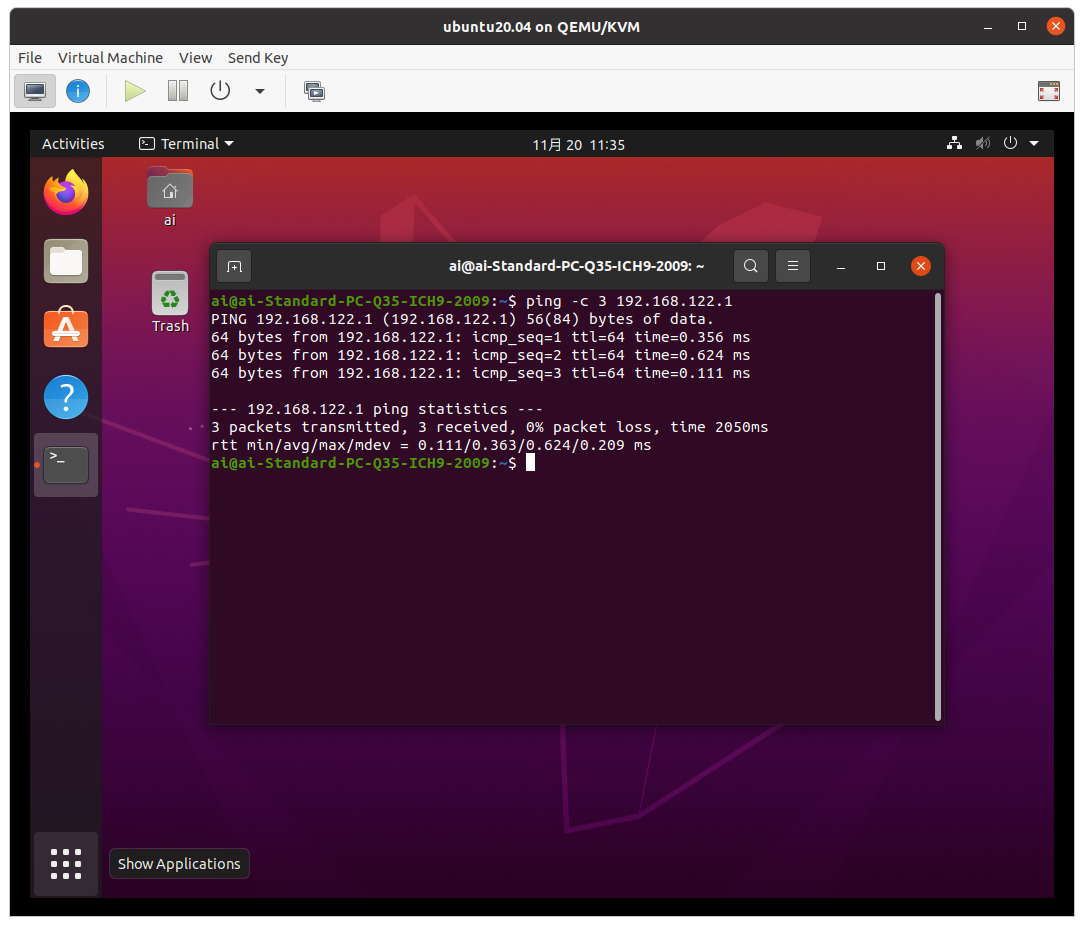 ubuntu20.04 on QEMU/KVM
File Virtual Machine View Send Key
Activities Terminal 11月 20 11:35
ai
Trash
ai@ai-Standard-PC-Q35-ICH9-2009: ~
ai@ai-Standard-PC-Q35-ICH9-2009:~$ ping -c 3 192.168.122.1
PING 192.168.122.1 (192.168.122.1) 56(84) bytes of data.
64 bytes from 192.168.122.1: icmp_seq=1 ttl=64 time=0.356 ms
64 bytes from 192.168.122.1: icmp_seq=2 ttl=64 time=0.624 ms
64 bytes from 192.168.122.1: icmp_seq=3 ttl=64 time=0.111 ms
--- 192.168.122.1 ping statistics ---
3 packets transmitted, 3 received, 0% packet loss, time 2050ms
rtt min/avg/max/mdev = 0.111/0.363/0.624/0.209 ms
ai@ai-Standard-PC-Q35-ICH9-2009:~$
Show Applications